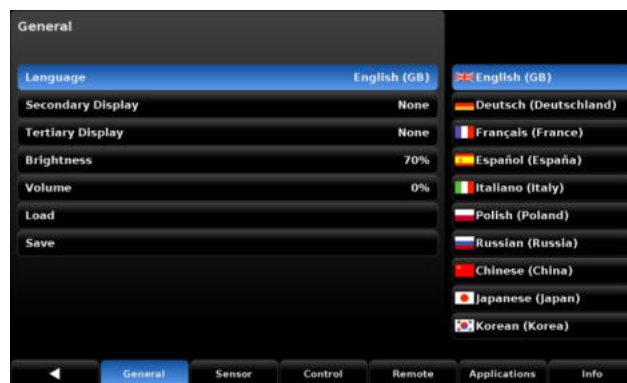 General
Language English (GB)
Secondary Display None
Tertiary Display None
Brightness 70%
Volume 0%
Load
Save
English (GB)
Deutsch (Deutschland)
Français (France)
Español (España)
Italiano (Italy)
Polish (Poland)
Russian (Russia)
Chinese (China)
Japanese (Japan)
Korean (Korea)
General Sensor Control Remote Applications Info